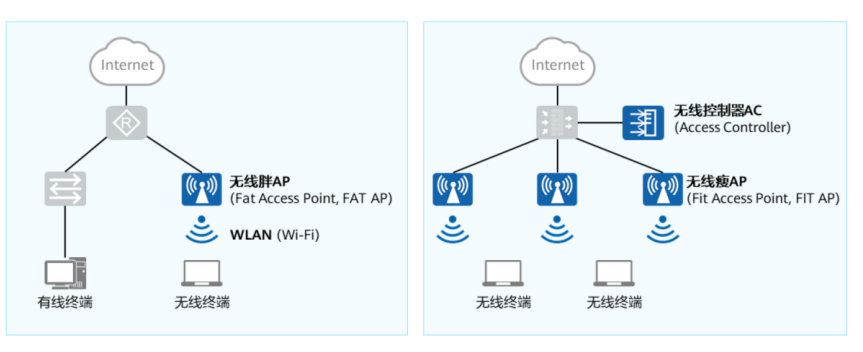 Internet
R
无线胖AP
(Fat Access Point, FAT AP)
WLAN (Wi-Fi)
有线终端
无线终端
Internet
无线控制器AC
(Access Controller)
无线瘦AP
(Fit Access Point, FIT AP)
无线终端
无线终端